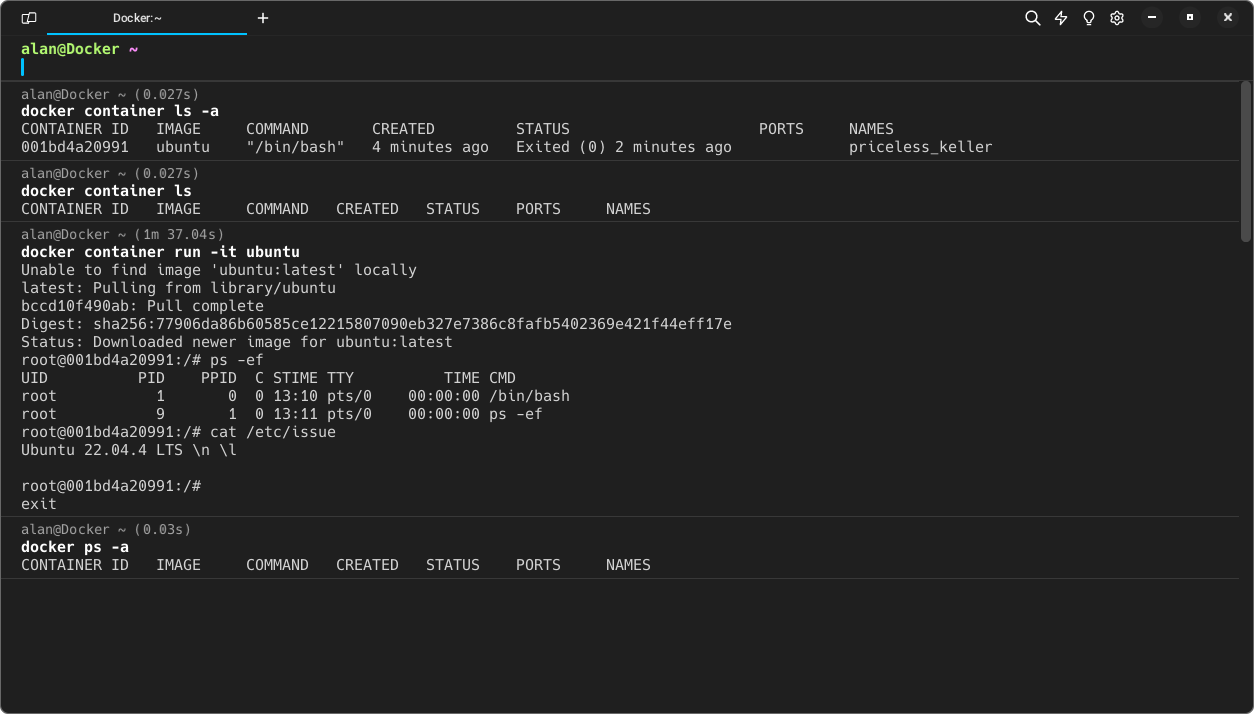 Docker:~
alan@Docker ~
alan@Docker ~ (0.027s)
docker container ls -a
CONTAINER ID   IMAGE     COMMAND       CREATED         STATUS                     PORTS     NAMES
001bd4a20991   ubuntu    "/bin/bash"   4 minutes ago   Exited (0) 2 minutes ago             priceless_keller
alan@Docker ~ (0.027s)
docker container ls
CONTAINER ID   IMAGE     COMMAND   CREATED   STATUS    PORTS     NAMES
alan@Docker ~ (1m 37.04s)
docker container run -it ubuntu
Unable to find image 'ubuntu:latest' locally
latest: Pulling from library/ubuntu
bccd10f490ab: Pull complete
Digest: sha256:77906da86b60585ce12215807090eb327e7386c8fafb5402369e421f44eff17e
Status: Downloaded newer image for ubuntu:latest
root@001bd4a20991:/# ps -ef
UID          PID    PPID  C STIME TTY          TIME CMD
root           1       0  0 13:10 pts/0    00:00:00 /bin/bash
root           9       1  0 13:11 pts/0    00:00:00 ps -ef
root@001bd4a20991:/# cat /etc/issue
Ubuntu 22.04.4 LTS \n \l
root@001bd4a20991:/#
exit
alan@Docker ~ (0.03s)
docker ps -a
CONTAINER ID   IMAGE     COMMAND   CREATED   STATUS    PORTS     NAMES